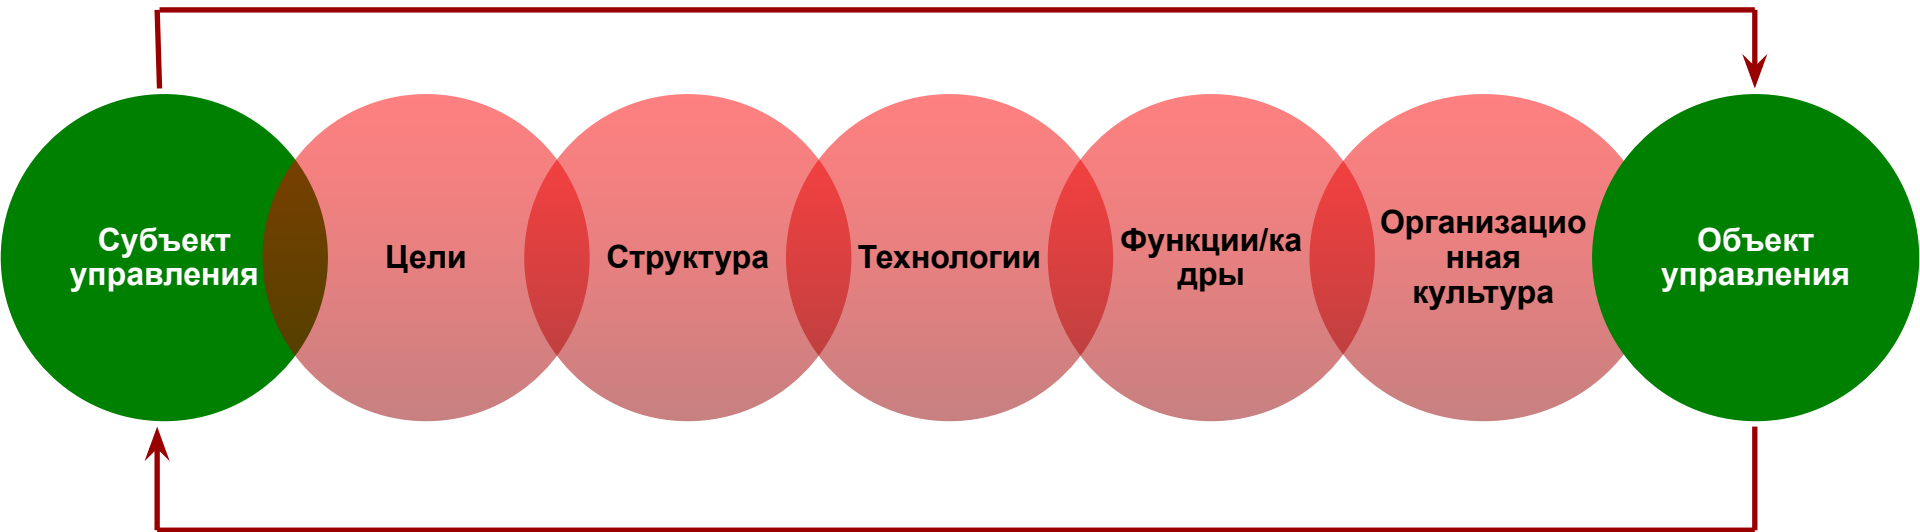 Субъект
управления
Цели
Структура
Технологии
Функции/ка
дры
Организацио
нная
культура
Объект
управления